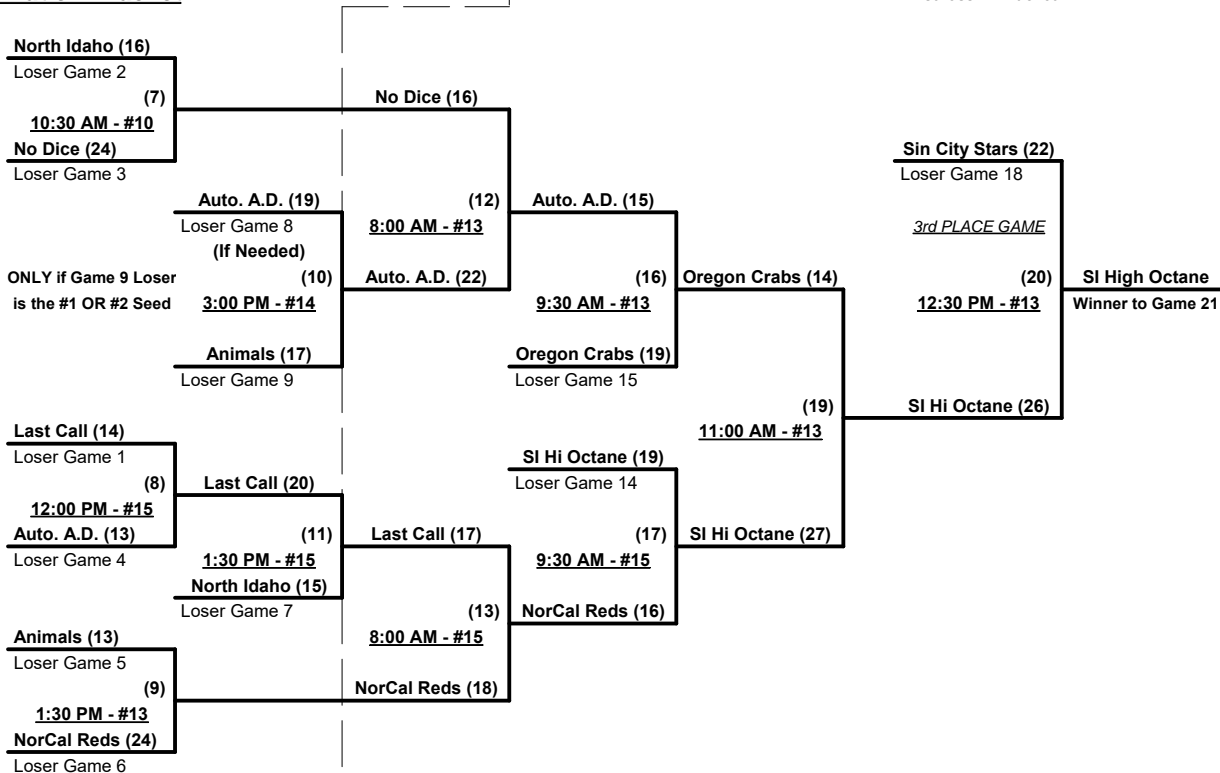 North Idaho (16)
Loser Game 2
(7)
10:30 AM - #10
No Dice (24)
Loser Game 3
No Dice (16)
Auto. A.D. (19)
Loser Game 8
(If Needed)
ONLY if Game 9 Loser
is the #1 OR #2 Seed
(10)
3:00 PM - #14
Animals (17)
Loser Game 9
(12)
8:00 AM - #13
Auto. A.D. (22)
Auto. A.D. (15)
(16)
9:30 AM - #13
Oregon Crabs (19)
Loser Game 15
Oregon Crabs (14)
Sin City Stars (22)
Loser Game 18
3rd PLACE GAME
(20)
12:30 PM - #13
SI High Octane
Winner to Game 21
(19)
11:00 AM - #13
SI Hi Octane (26)
Last Call (14)
Loser Game 1
(8)
12:00 PM - #15
Auto. A.D. (13)
Loser Game 4
Last Call (20)
(11)
1:30 PM - #15
North Idaho (15)
Loser Game 7
Last Call (17)
SI Hi Octane (19)
Loser Game 14
(17)
9:30 AM - #15
SI Hi Octane (27)
(13)
8:00 AM - #15
NorCal Reds (16)
Animals (13)
Loser Game 5
(9)
1:30 PM - #13
NorCal Reds (24)
Loser Game 6
NorCal Reds (18)